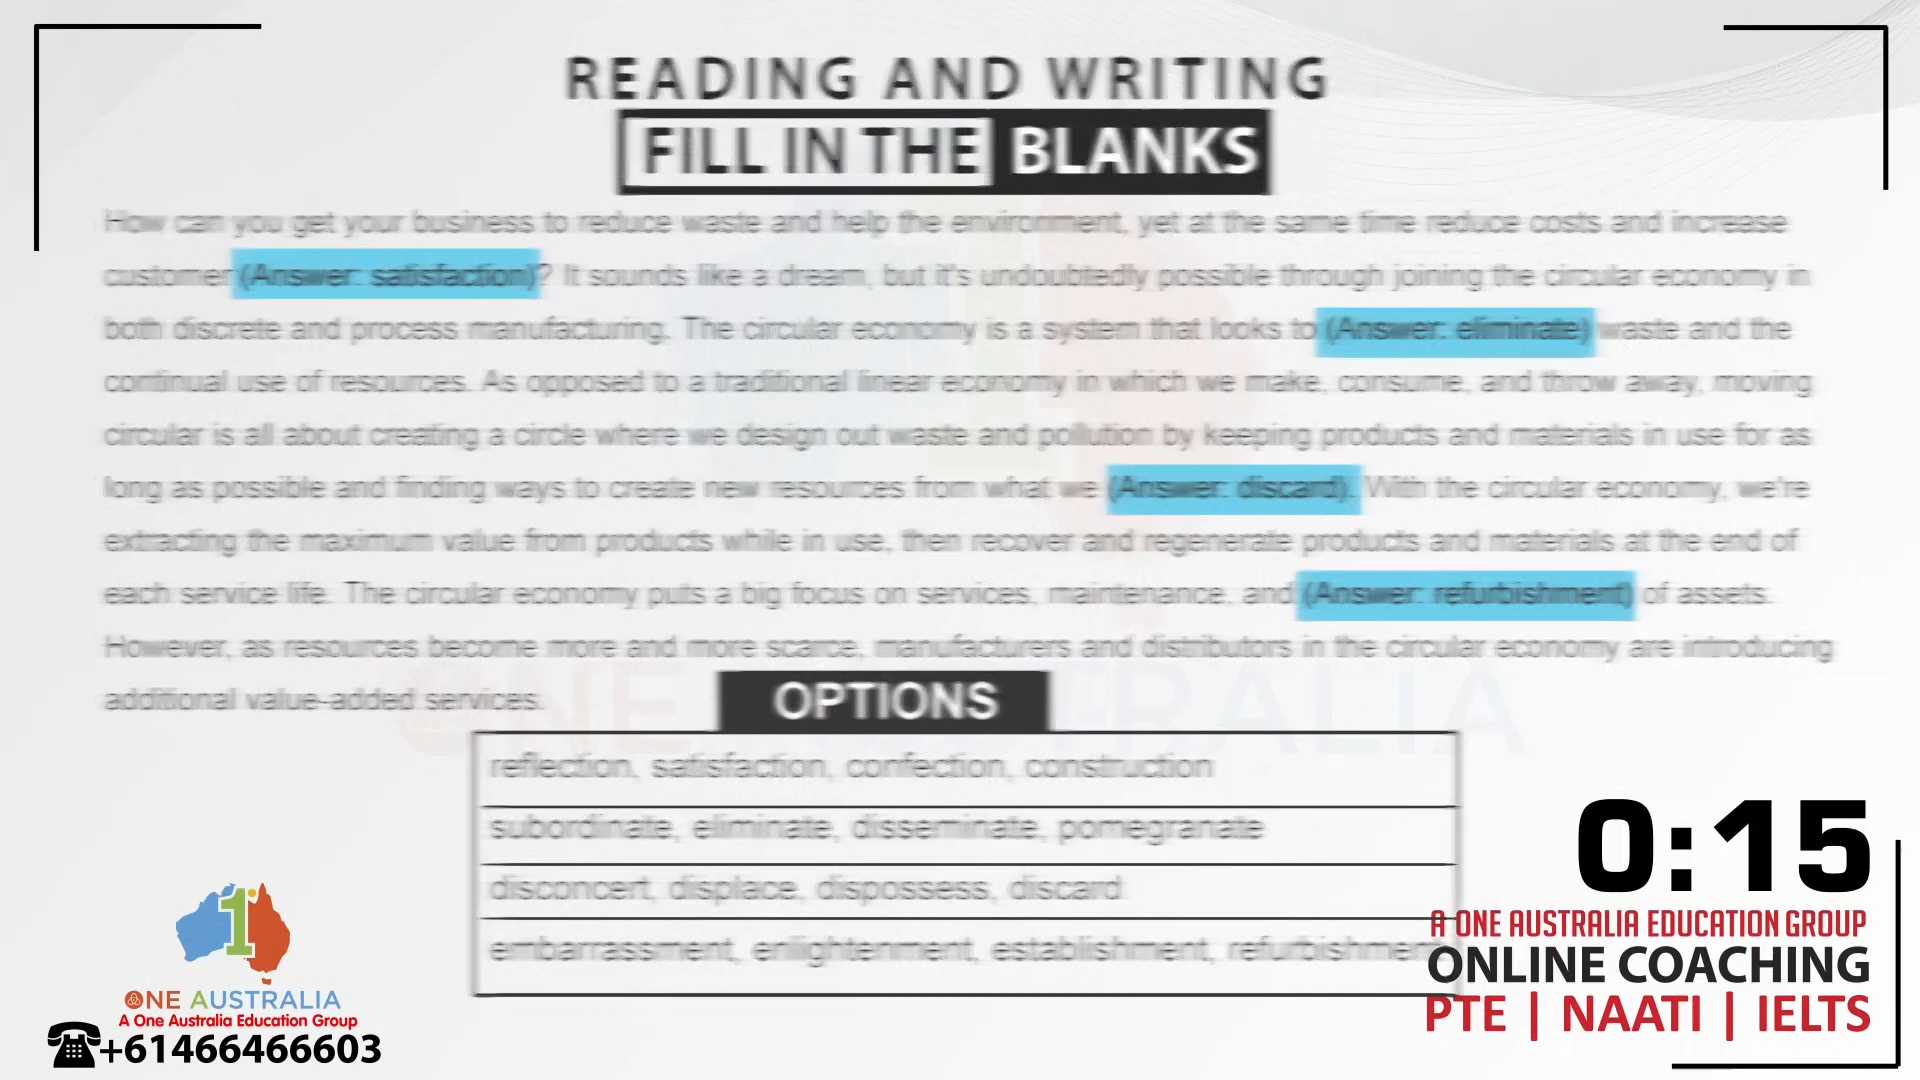 READING AND WRITING
FILL IN THE BLANKS
How can you get your business to reduce waste and help the environment, yet at the same time reduce costs and increase
customer (Answer: satisfaction)? It sounds like a dream, but it's undoubtedly possible through joining the circular economy in
both discrete and process manufacturing. The circular economy is a system that looks to (Answer: eliminate) waste and the
continual use of resources. As opposed to a traditional linear economy in which we make, consume, and throw away, moving
circular is all about creating a circle where we design out waste and pollution by keeping products and materials in use for as
long as possible and finding ways to create new resources from what we (Answer: discard). With the circular economy, we're
extracting the maximum value from products while in use, then recover and regenerate products and materials at the end of
each service life. The circular economy puts a big focus on services, maintenance, and (Answer: refurbishment) of assets.
However, as resources become more and more scarce, manufacturers and distributors in the circular economy are introducing
additional value-added services.
OPTIONS
reflection, satisfaction, confection, construction
subordinate, eliminate, disseminate, pomegranate
disconcert, displace, dispossess, discard
embarrassment, enlightenment, establishment, refurbishment
0:15
A ONE AUSTRALIA EDUCATION GROUP
ONLINE COACHING
PTE | NAATI | IELTS
1
ONE AUSTRALIA
A One Australia Education Group
+61466466603